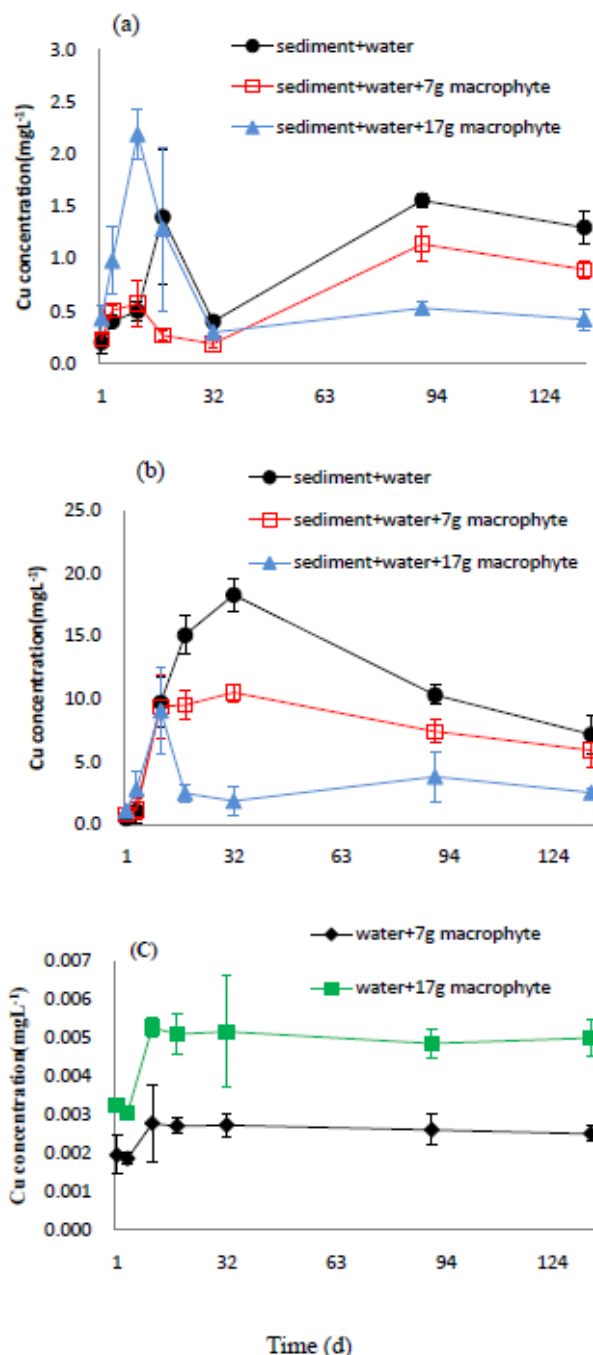 (a)
sediment+water
sediment+water+7g macrophyte
sediment+water+17g macrophyte
Cu concentration(mgL⁻¹)
3.0
2.5
2.0
1.5
1.0
0.5
0.0
1 32 63 94 124
(b)
sediment+water
sediment+water+7g macrophyte
sediment+water+17g macrophyte
Cu concentration(mgL⁻¹)
25.0
20.0
15.0
10.0
5.0
0.0
1 32 63 94 124
(C)
water+7g macrophyte
water+17g macrophyte
Cu concentration(mgL⁻¹)
0.007
0.006
0.005
0.004
0.003
0.002
0.001
0.000
1 32 63 94 124
Time (d)